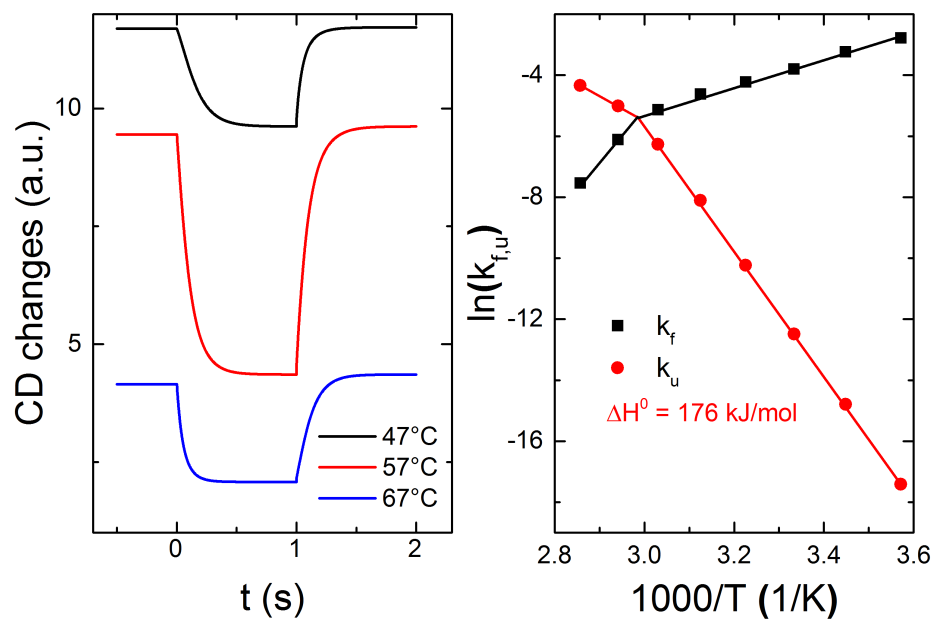 CD changes (a.u.)
10
5
47°C
57°C
67°C
0
1
2
t (s)
ln(k_f,u)
-4
-8
-12
-16
k_f
k_u
ΔH⁰ = 176 kJ/mol
2.8
3.0
3.2
3.4
3.6
1000/T (1/K)